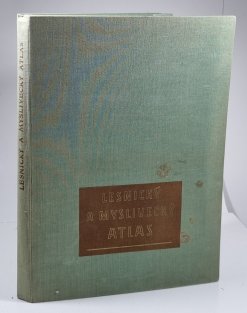 LESNICKÝ A MYSLIVECKÝ ATLAS
LESNICKÝ
A MYSLIVECKÝ
ATLAS